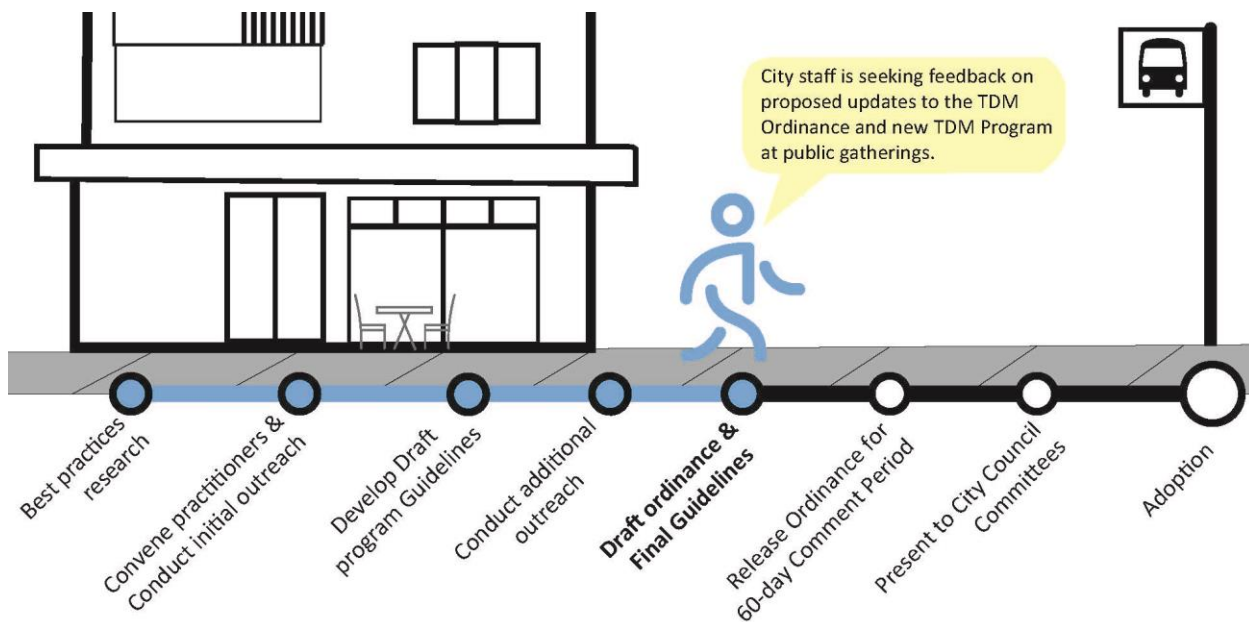 City staff is seeking feedback on
proposed updates to the TDM
Ordinance and new TDM Program
at public gatherings.
Best practices
research
Convene practitioners &
Conduct initial outreach
Develop Draft
program Guidelines
Conduct additional
outreach
Draft ordinance &
Final Guidelines
Release Ordinance for
60-day Comment Period
Present to City Council
Committees
Adoption